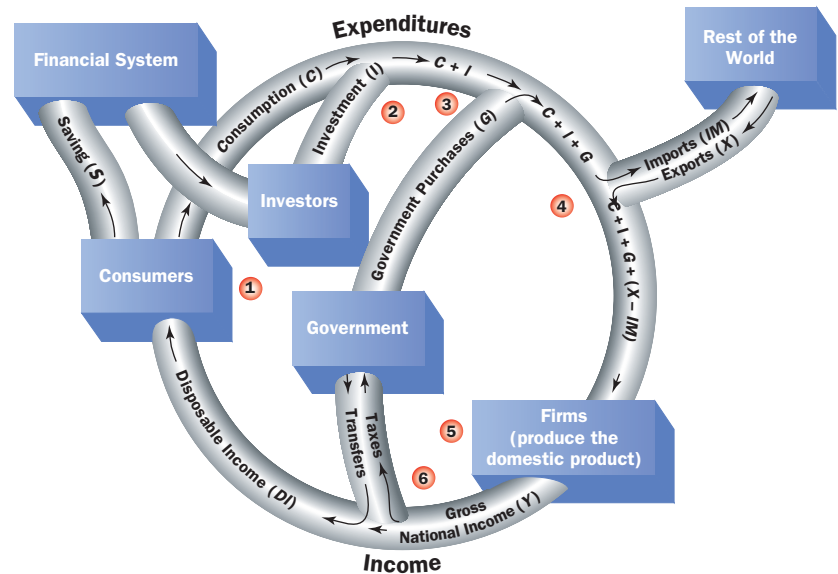 Expenditures
Financial System
Rest of the
World
Consumption (C)
Investment (I)
C + I
2
3
C + I + G
Imports (IM)
Exports (X)
Saving (S)
Government Purchases (G)
Investors
4
C + I + G + (X – IM)
Consumers
1
Government
Firms
(produce the
domestic product)
Disposable Income (DI)
Transfers
Taxes
5
6
Gross
National Income (Y)
Income